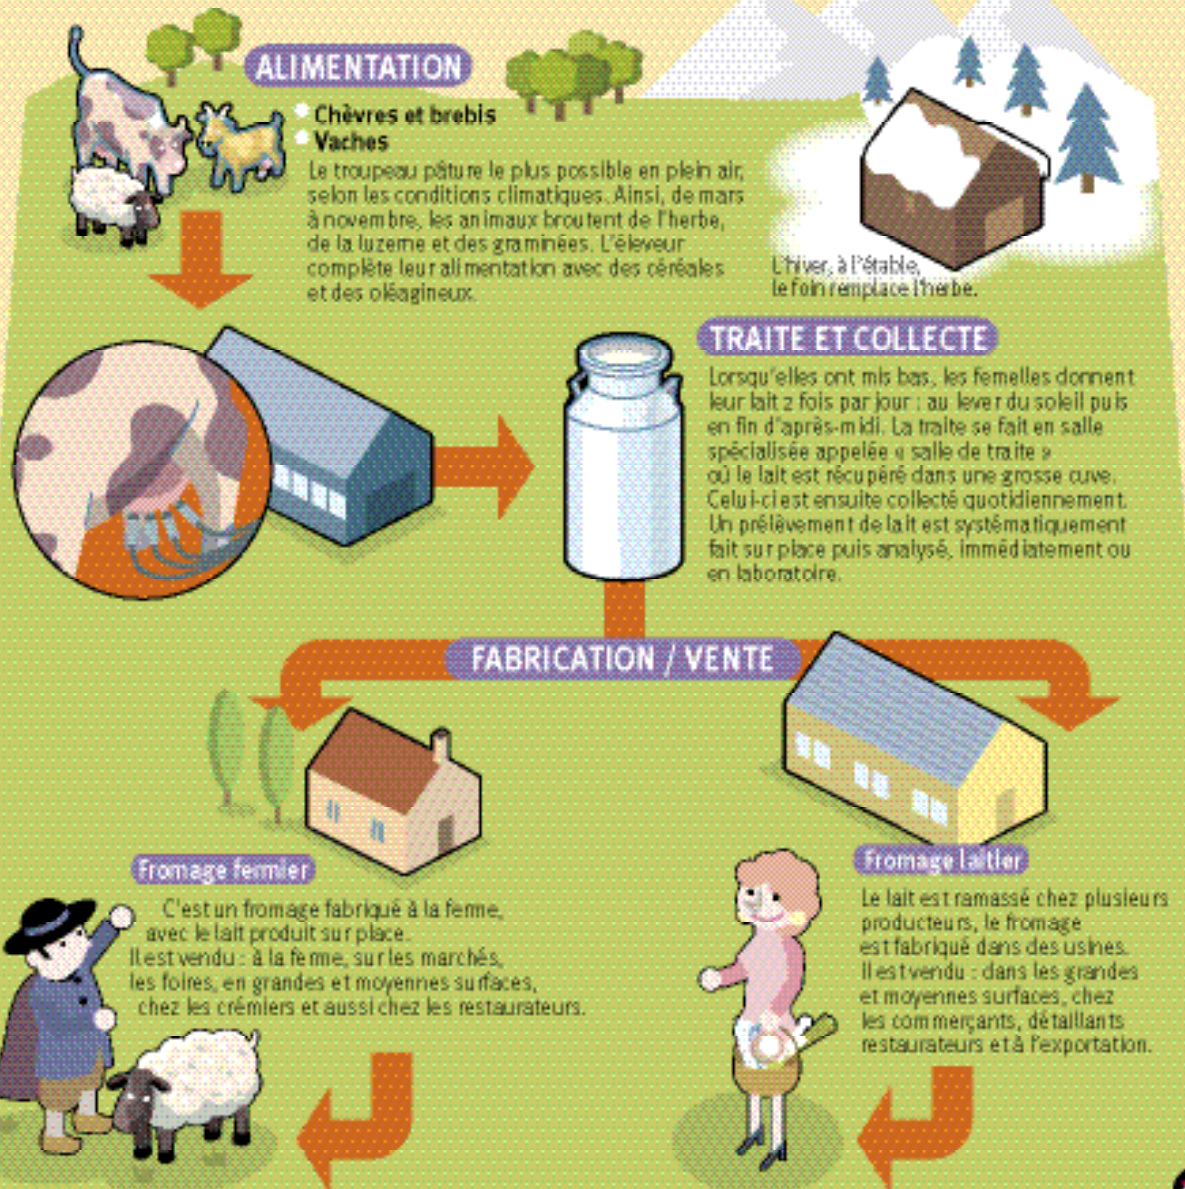 ALIMENTATION
Chèvres et brebis
Vaches
Le troupeau pâture le plus possible en plein air,
selon les conditions climatiques. Ainsi, de mars
à novembre, les animaux broutent de l'herbe,
de la luzerne et des graminées. L'éleveur
complète leur alimentation avec des céréales
et des oléagineux.
L'hiver, à l'étable,
le foin remplace l'herbe.
TRAITE ET COLLECTE
Lorsqu'elles ont mis bas, les femelles donnent
leur lait 2 fois par jour : au lever du soleil puis
en fin d'après-midi. La traite se fait en salle
spécialisée appelée « salle de traite »
où le lait est récupéré dans une grosse cuve.
Celui-ci est ensuite collecté quotidiennement.
Un prélèvement de lait est systématiquement
fait sur place puis analysé, immédiatement ou
en laboratoire.
FABRICATION / VENTE
Fromage fermier
C'est un fromage fabriqué à la ferme,
avec le lait produit sur place.
Il est vendu : à la ferme, sur les marchés,
les foires, en grandes et moyennes surfaces,
chez les crémiers et aussi chez les restaurateurs.
Fromage laitier
Le lait est ramassé chez plusieurs
producteurs, le fromage
est fabriqué dans des usines.
Il est vendu : dans les grandes
et moyennes surfaces, chez
les commerçants, détaillants
restaurateurs et à l'exportation.